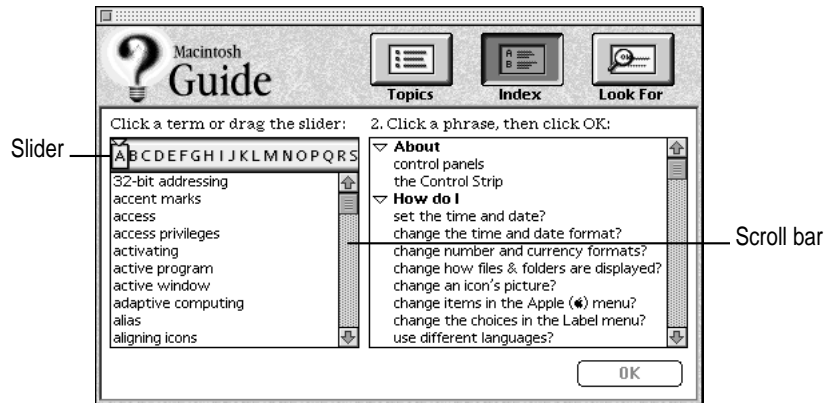 Macintosh
Guide
Topics
Index
Look For
Click a term or drag the slider:
2. Click a phrase, then click OK:
Slider
A B C D E F G H I J K L M N O P Q R S
32-bit addressing
accent marks
access
access privileges
activating
active program
active window
adaptive computing
alias
aligning icons
▽ About
control panels
the Control Strip
▽ How do I
set the time and date?
change the time and date format?
change number and currency formats?
change how files & folders are displayed?
change an icon's picture?
change items in the Apple () menu?
change the choices in the Label menu?
use different languages?
Scroll bar
OK